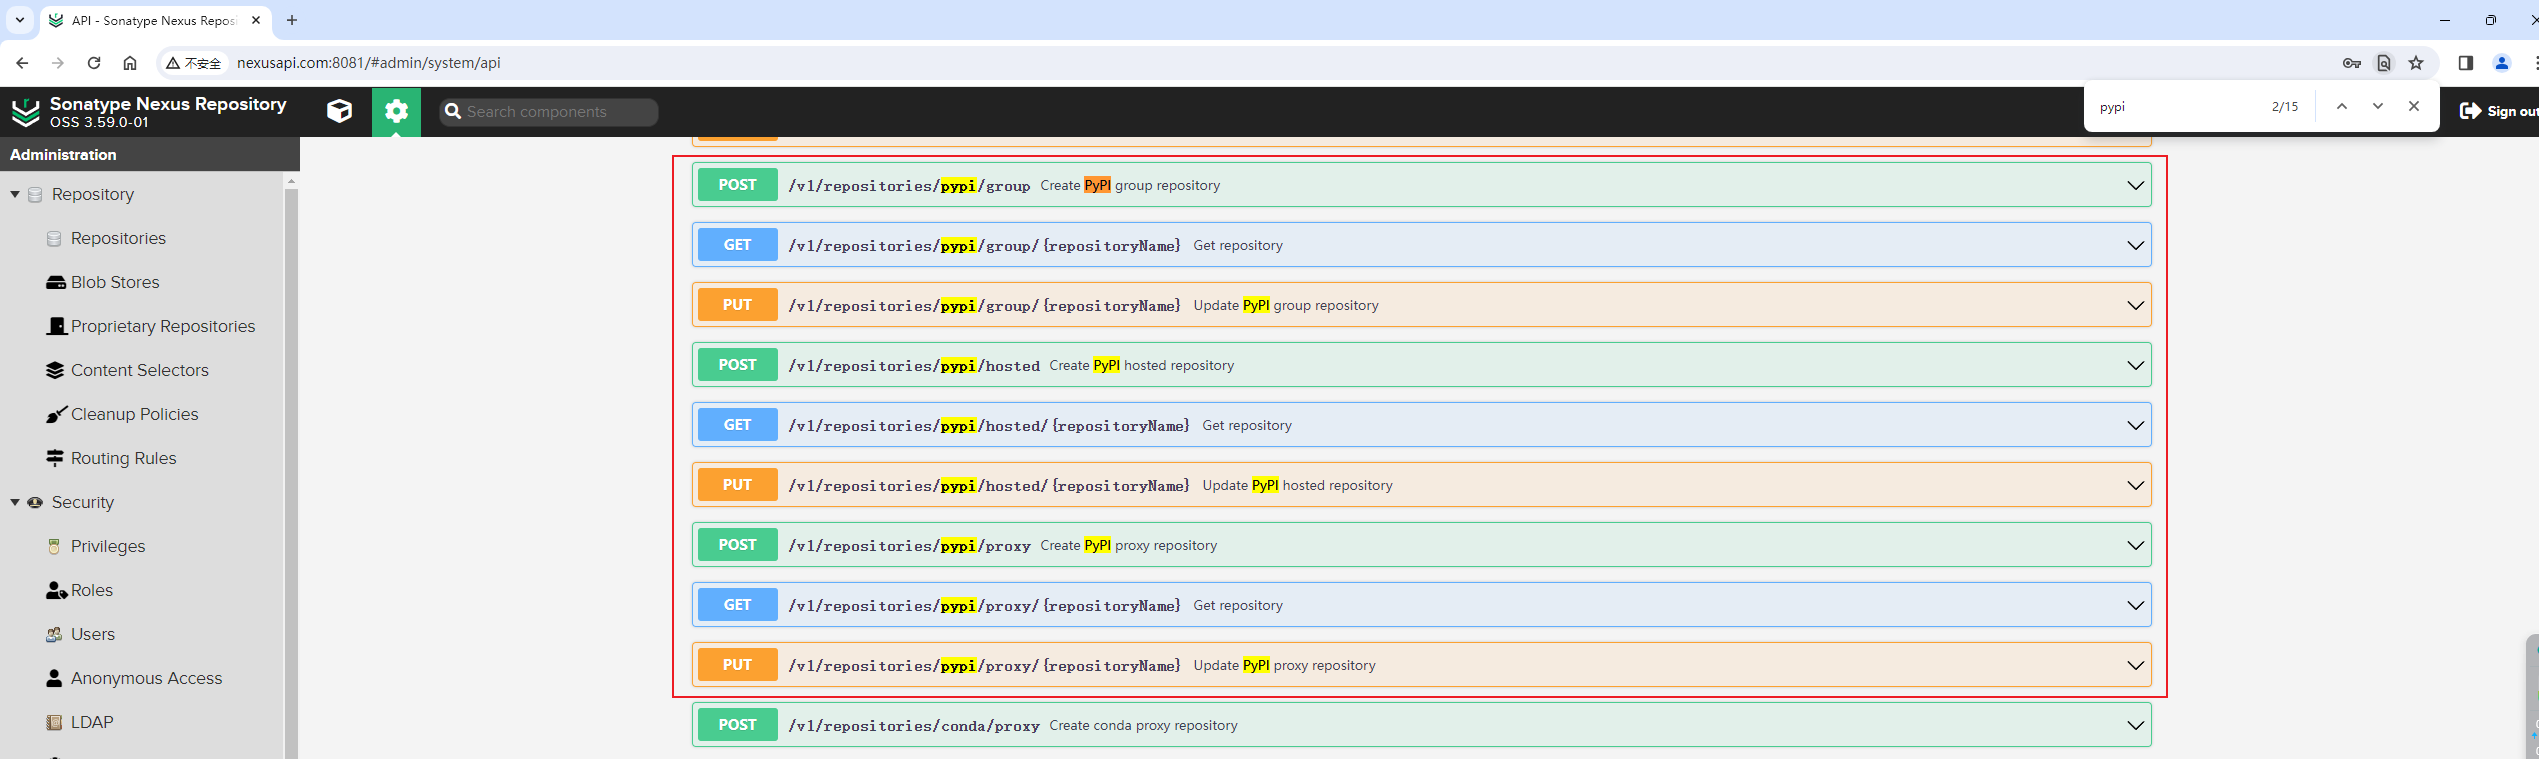 API - Sonatype Nexus Reposi
不安全 nexusapi.com:8081/#admin/system/api
Sonatype Nexus Repository
OSS 3.59.0-01
Search components
pypi 2/15
Sign out
Administration
Repository
Repositories
Blob Stores
Proprietary Repositories
Content Selectors
Cleanup Policies
Routing Rules
Security
Privileges
Roles
Users
Anonymous Access
LDAP
POST /v1/repositories/pypi/group Create PyPI group repository
GET /v1/repositories/pypi/group/{repositoryName} Get repository
PUT /v1/repositories/pypi/group/{repositoryName} Update PyPI group repository
POST /v1/repositories/pypi/hosted Create PyPI hosted repository
GET /v1/repositories/pypi/hosted/{repositoryName} Get repository
PUT /v1/repositories/pypi/hosted/{repositoryName} Update PyPI hosted repository
POST /v1/repositories/pypi/proxy Create PyPI proxy repository
GET /v1/repositories/pypi/proxy/{repositoryName} Get repository
PUT /v1/repositories/pypi/proxy/{repositoryName} Update PyPI proxy repository
POST /v1/repositories/conda/proxy Create conda proxy repository